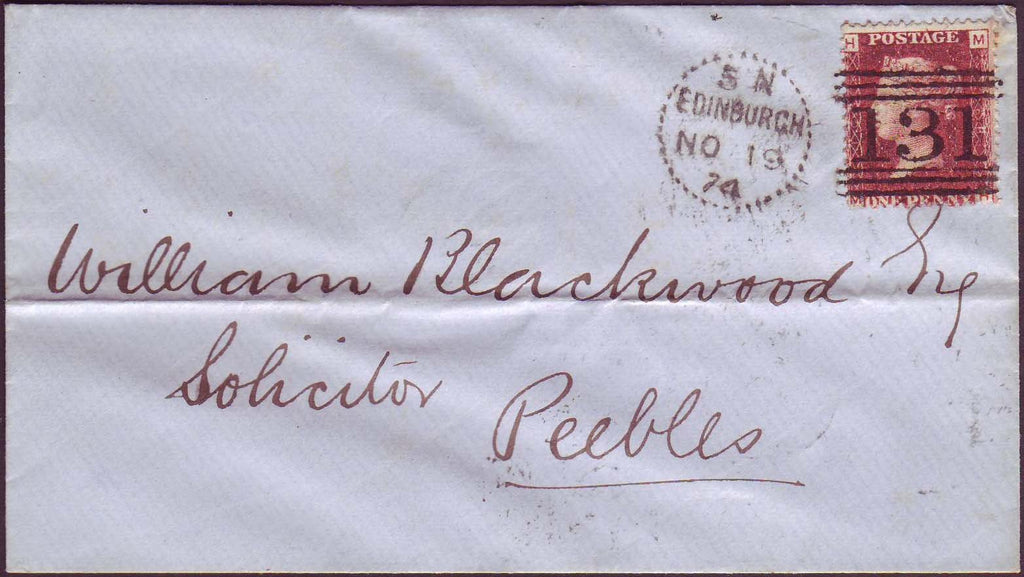 5 N
EDINBURGH
NO 19
74
H POSTAGE M
131
M ONE PENNY H
William Blackwood Esq
Solicitor
Peebles